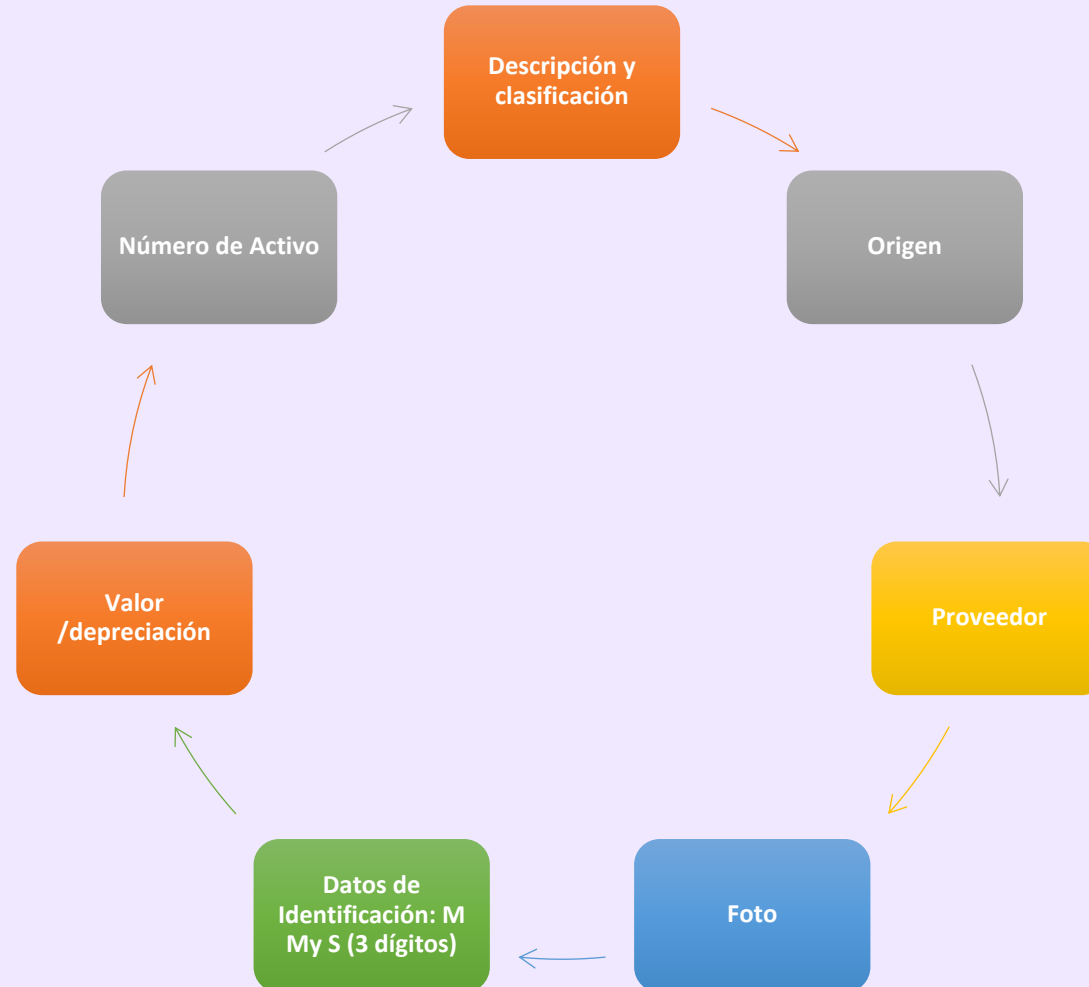 Descripción y
clasificación
Número de Activo
Origen
Valor
/depreciación
Proveedor
Datos de
Identificación: M
My S (3 dígitos)
Foto